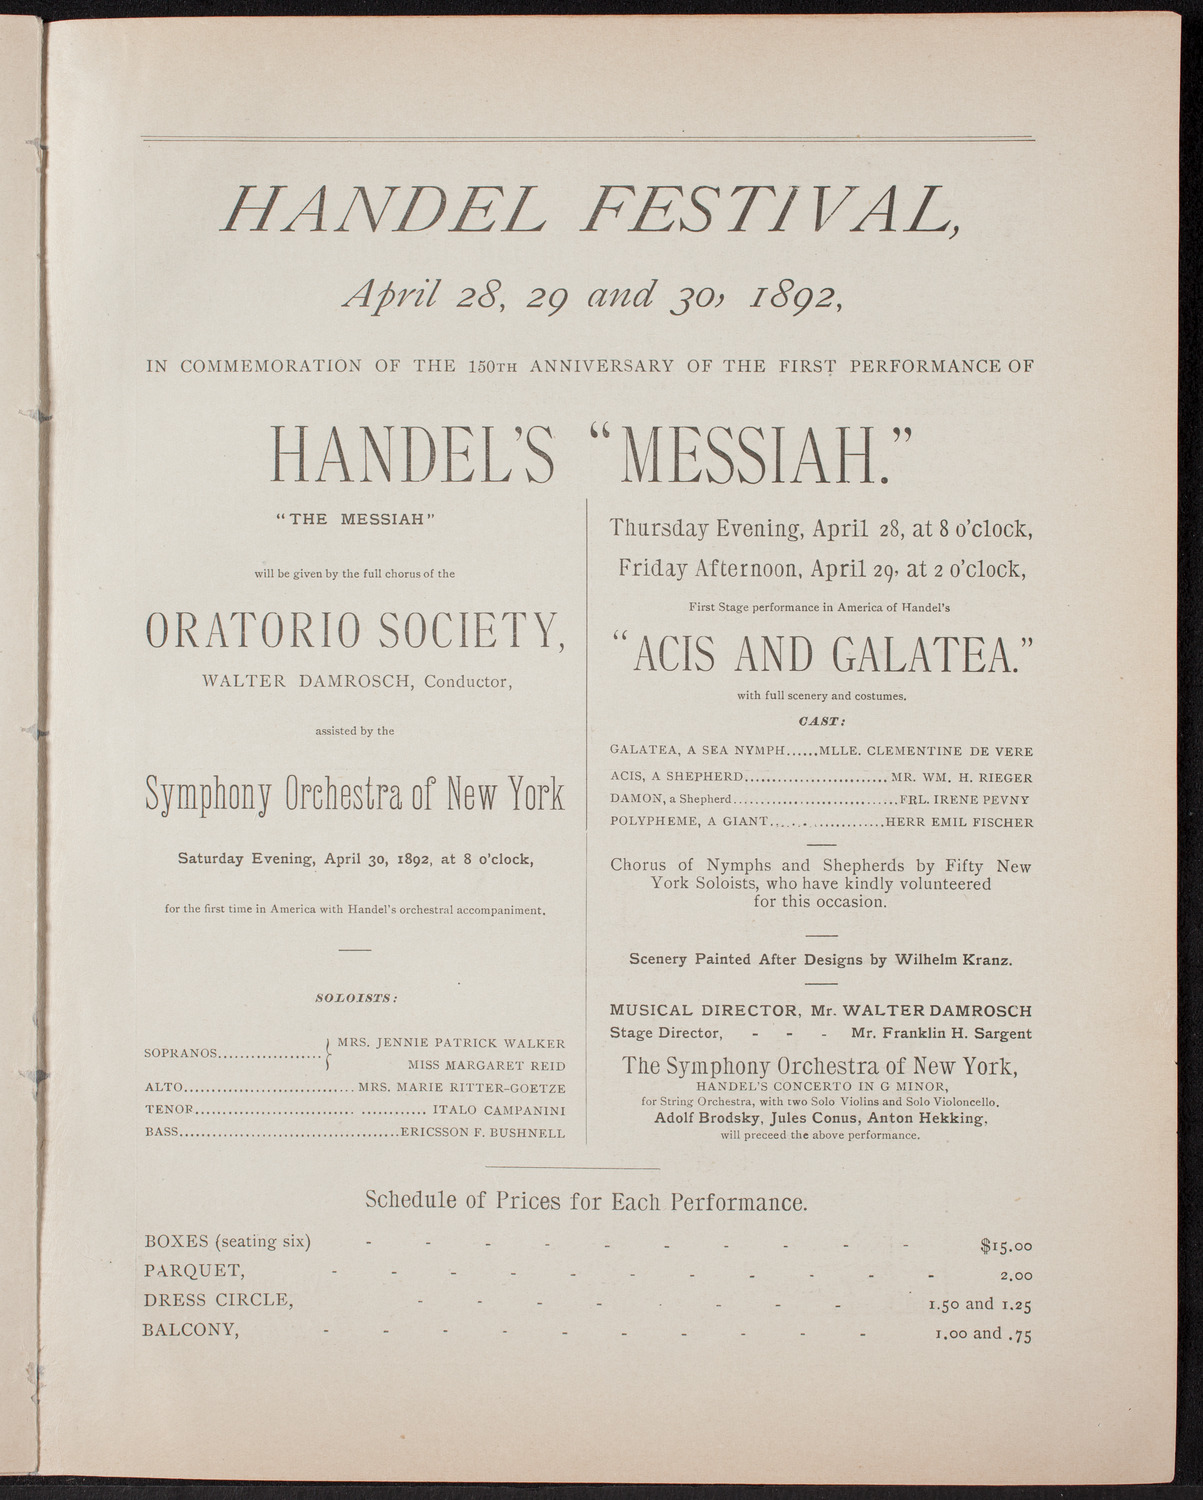 HANDEL FESTIVAL,
April 28, 29 and 30, 1892,
IN COMMEMORATION OF THE 150TH ANNIVERSARY OF THE FIRST PERFORMANCE OF
HANDEL'S "MESSIAH."
"THE MESSIAH"
will be given by the full chorus of the
ORATORIO SOCIETY,
WALTER DAMROSCH, Conductor,
assisted by the
Symphony Orchestra of New York
Saturday Evening, April 30, 1892, at 8 o'clock,
for the first time in America with Handel's orchestral accompaniment.
SOLOISTS:
SOPRANOS................... } MRS. JENNIE PATRICK WALKER
MISS MARGARET REID
ALTO............................... MRS. MARIE RITTER-GOETZE
TENOR............................. ............ ITALO CAMPANINI
BASS........................................ERICSSON F. BUSHNELL
Thursday Evening, April 28, at 8 o'clock,
Friday Afternoon, April 29, at 2 o'clock,
First Stage performance in America of Handel's
"ACIS AND GALATEA."
with full scenery and costumes.
CAST:
GALATEA, A SEA NYMPH......MLLE. CLEMENTINE DE VERE
ACIS, A SHEPHERD.......................... MR. WM. H. RIEGER
DAMON, a Shepherd...............................FRL. IRENE PEVNY
POLYPHEME, A GIANT.....................HERR EMIL FISCHER
Chorus of Nymphs and Shepherds by Fifty New
York Soloists, who have kindly volunteered
for this occasion.
Scenery Painted After Designs by Wilhelm Kranz.
MUSICAL DIRECTOR, Mr. WALTER DAMROSCH
Stage Director, - - - Mr. Franklin H. Sargent
The Symphony Orchestra of New York,
HANDEL'S CONCERTO IN G MINOR,
for String Orchestra, with two Solo Violins and Solo Violoncello.
Adolf Brodsky, Jules Conus, Anton Hekking,
will preceed the above performance.
Schedule of Prices for Each Performance.
BOXES (seating six) - - - - - - - - - - $15.00
PARQUET, - - - - - - - - - - - 2.00
DRESS CIRCLE, - - - - - - - - 1.50 and 1.25
BALCONY, - - - - - - - - - - 1.00 and .75